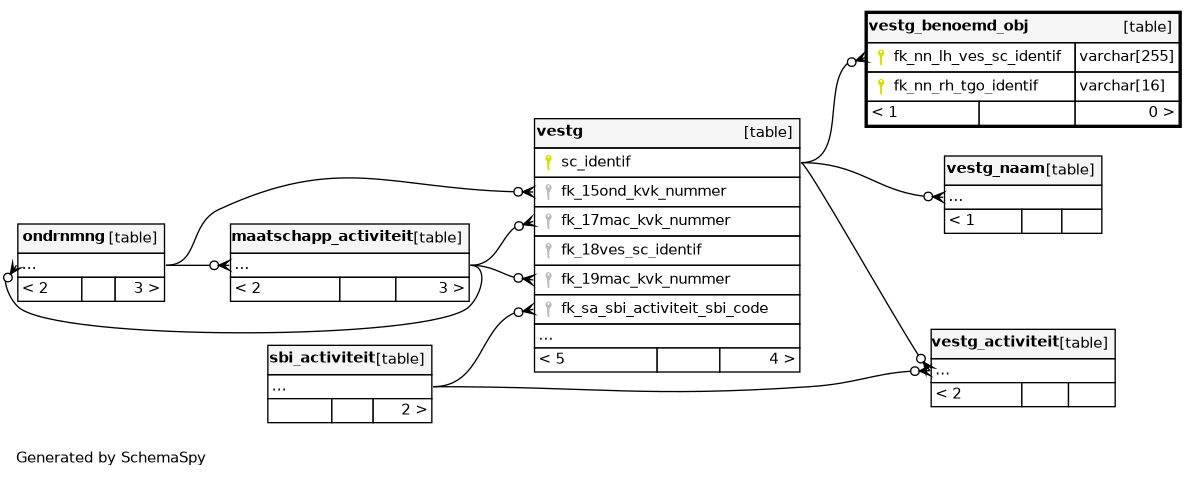 vestg_benoemd_obj [table]
fk_nn_lh_ves_sc_identif varchar[255]
fk_nn_rh_tgo_identif varchar[16]
< 1 0 >
vestg [table]
sc_identif
fk_15ond_kvk_nummer
fk_17mac_kvk_nummer
fk_18ves_sc_identif
fk_19mac_kvk_nummer
fk_sa_sbi_activiteit_sbi_code
...
< 5 4 >
vestg_naam [table]
...
< 1
ondrnmng [table]
...
< 2 3 >
maatschapp_activiteit [table]
...
< 2 3 >
sbi_activiteit [table]
...
2 >
vestg_activiteit [table]
...
< 2
Generated by SchemaSpy